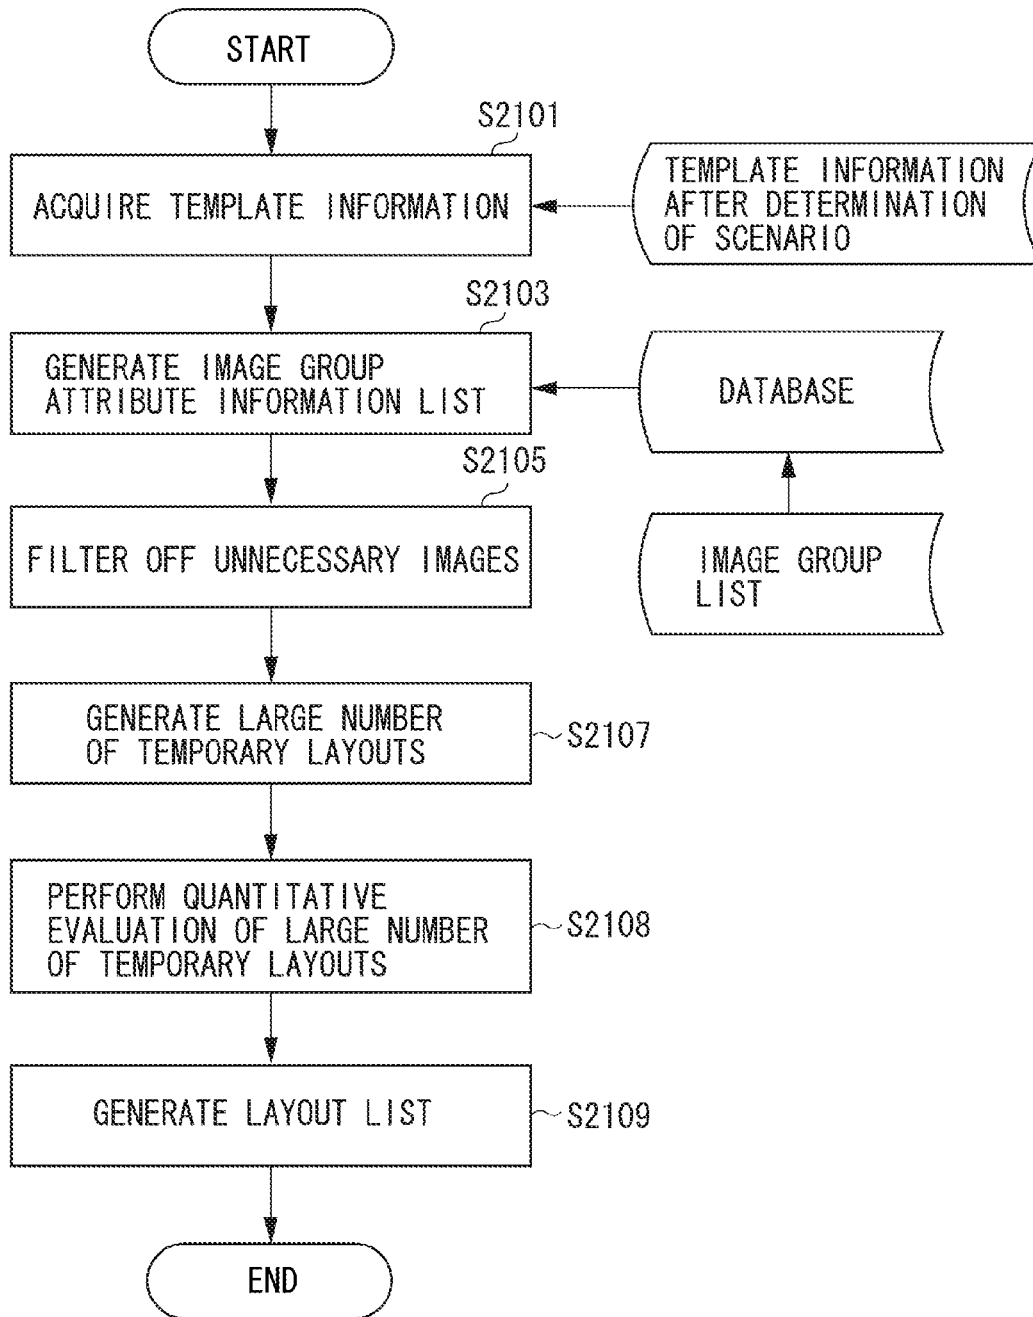 START
S2101
ACQUIRE TEMPLATE INFORMATION
TEMPLATE INFORMATION
AFTER DETERMINATION
OF SCENARIO
S2103
GENERATE IMAGE GROUP
ATTRIBUTE INFORMATION LIST
DATABASE
S2105
FILTER OFF UNNECESSARY IMAGES
IMAGE GROUP
LIST
GENERATE LARGE NUMBER
OF TEMPORARY LAYOUTS
S2107
PERFORM QUANTITATIVE
EVALUATION OF LARGE NUMBER
OF TEMPORARY LAYOUTS
S2108
GENERATE LAYOUT LIST
S2109
END